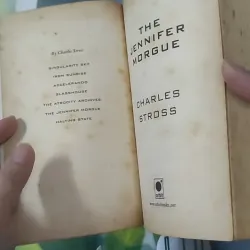 By Charles Stross
SINGULARITY SKY
IRON SUNRISE
ACCELERANDO
GLASSHOUSE
THE ATROCITY ARCHIVES
THE JENNIFER MORGUE
HALTING STATE
THE
JENNIFER
MORGUE
CHARLES
STROSS
orbit